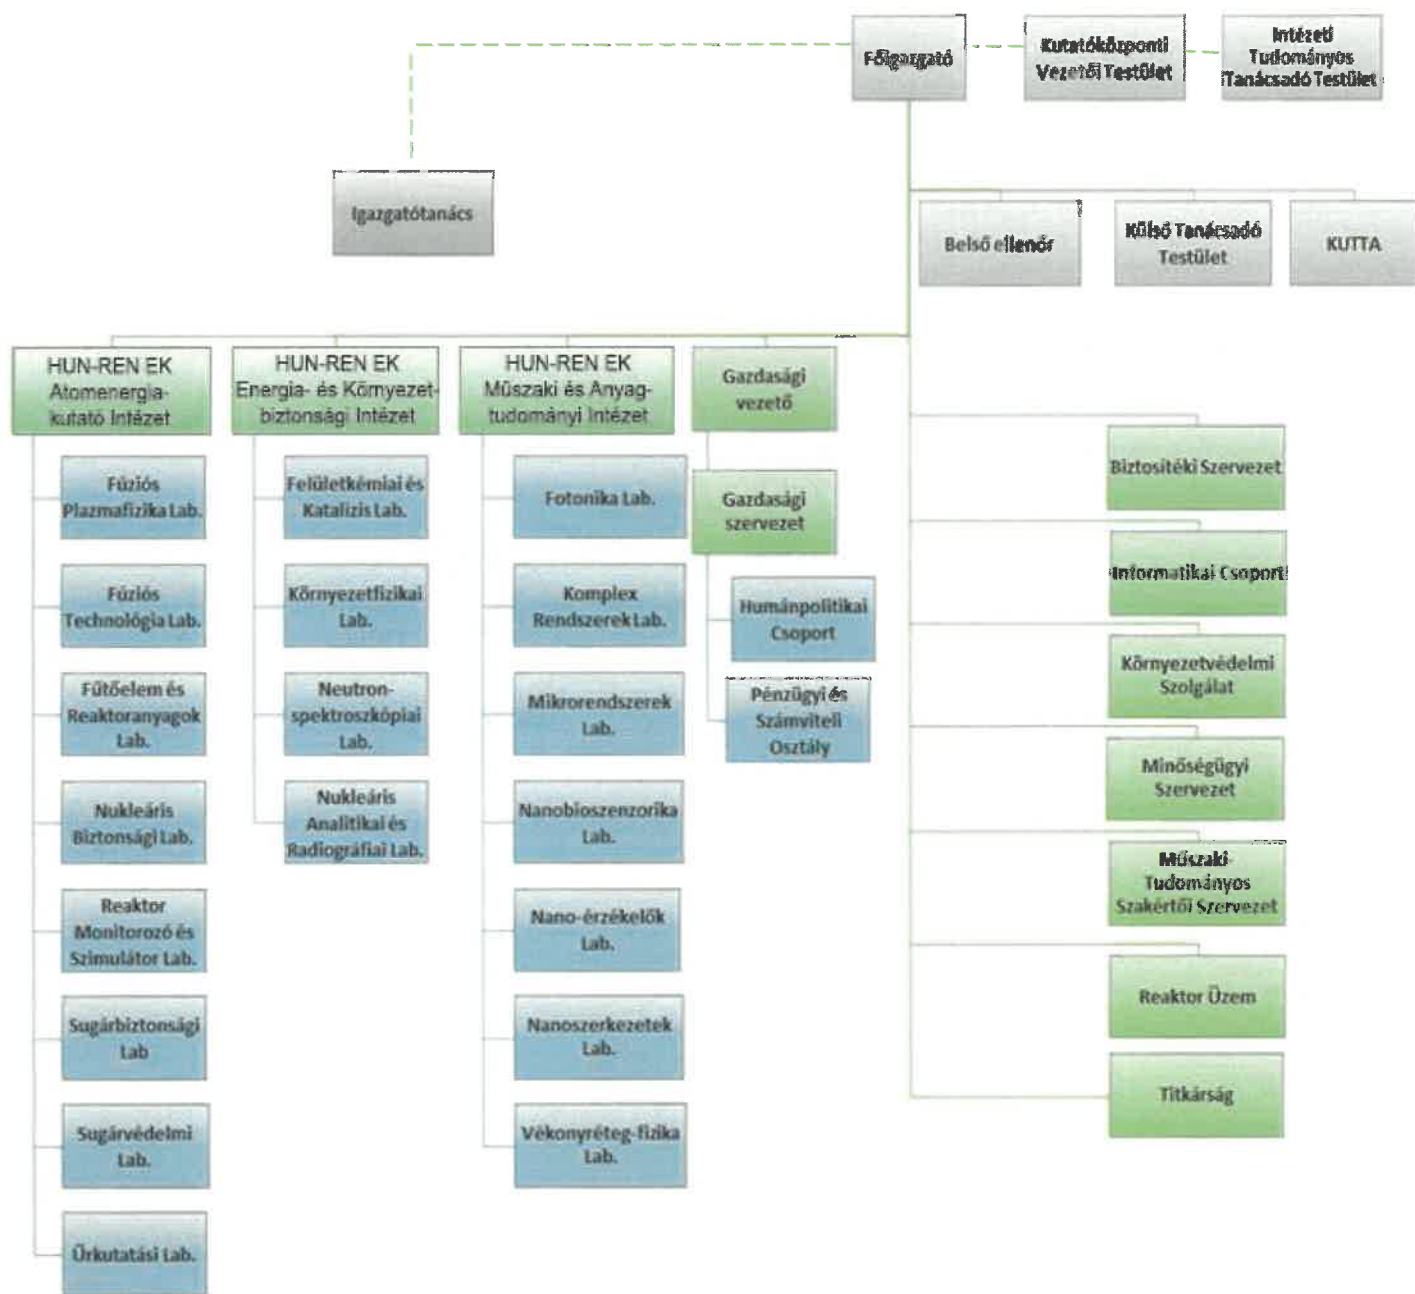 Főigazgató
Kutatóközponti
Vezetői Testület
Intézeti
Tudományos
Tanácsadó Testület
Igazgatótanács
Belső ellenőr
Külső Tanácsadó
Testület
KUTTA
HUN-REN EK
Atomenergia-
kutató Intézet
HUN-REN EK
Energia- és Környezet-
biztonsági Intézet
HUN-REN EK
Műszaki és Anyag-
tudományi Intézet
Gazdasági
vezető
Fúziós
Plazmafizika Lab.
Fúziós
Technológia Lab.
Fűtőelem és
Reaktoranyagok
Lab.
Nukleáris
Biztonsági Lab.
Reaktor
Monitorozó és
Szimulátor Lab.
Sugárbiztonsági
Lab
Sugárvédelmi
Lab.
Űrkutatási Lab.
Felületkémiai és
Katalízis Lab.
Környezetfizikai
Lab.
Neutron-
spektroszkópiai
Lab.
Nukleáris
Analitikai és
Radiográfiai Lab.
Fotonika Lab.
Komplex
Rendszerek Lab.
Mikrorendszerek
Lab.
Nanobioszenzorika
Lab.
Nano-érzékelők
Lab.
Nanoszerkezetek
Lab.
Vékonyréteg-fizika
Lab.
Gazdasági
szervezet
Humánpolitikai
Csoport
Pénzügyi és
Számviteli
Osztály
Biztosítéki Szervezet
Informatikai Csoport
Környezetvédelmi
Szolgálat
Minőségügyi
Szervezet
Műszaki-
Tudományos
Szakértői Szervezet
Reaktor Üzem
Titkárság